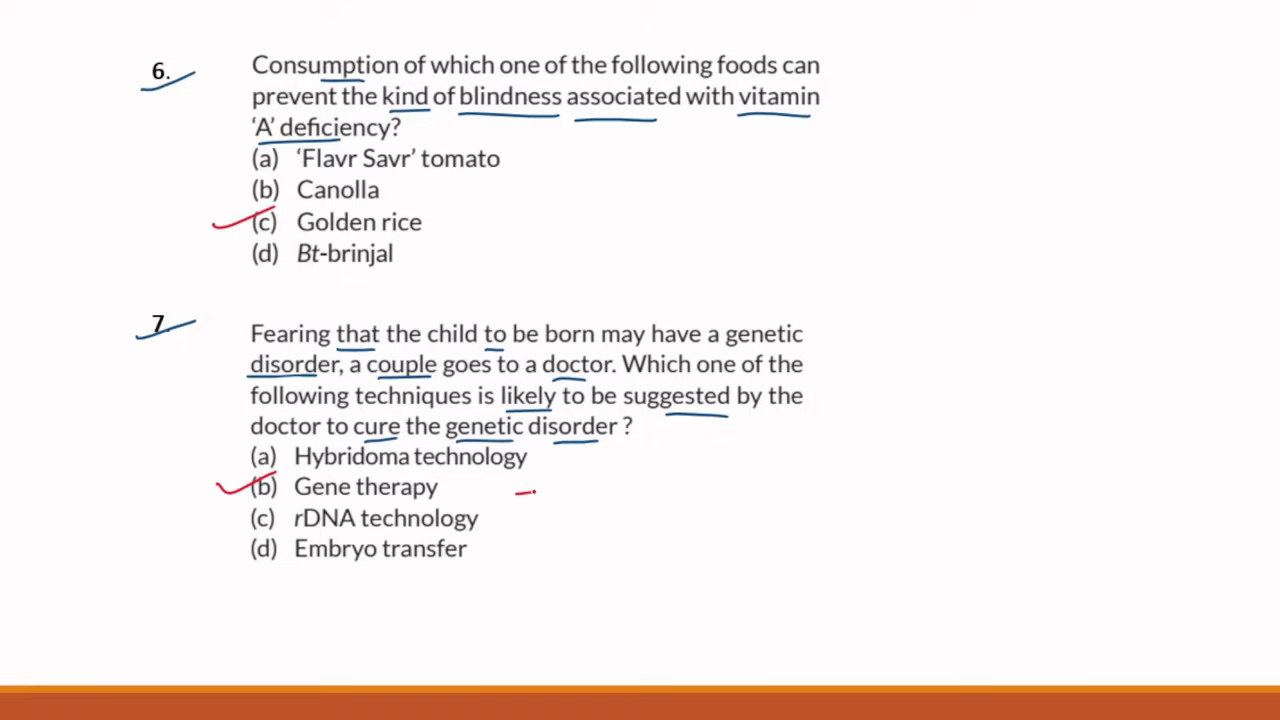 6.
Consumption of which one of the following foods can
prevent the kind of blindness associated with vitamin
‘A’ deficiency?
(a) ‘Flavr Savr’ tomato
(b) Canolla
(c) Golden rice
(d) Bt-brinjal
7.
Fearing that the child to be born may have a genetic
disorder, a couple goes to a doctor. Which one of the
following techniques is likely to be suggested by the
doctor to cure the genetic disorder ?
(a) Hybridoma technology
(b) Gene therapy
(c) rDNA technology
(d) Embryo transfer